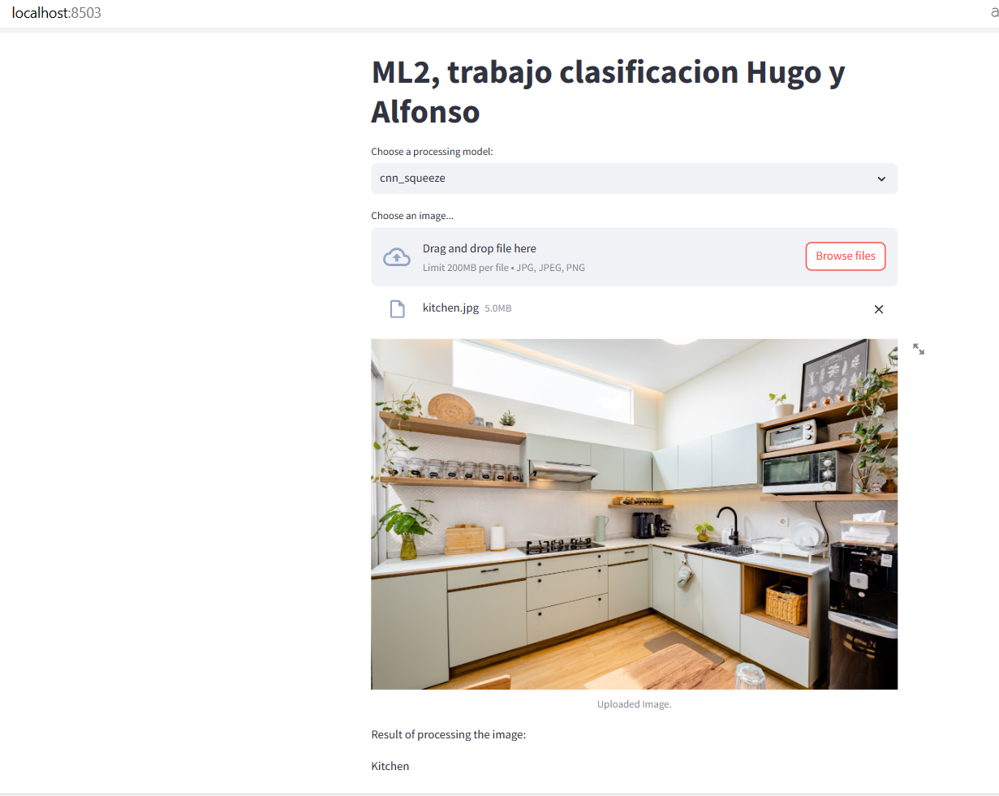 localhost:8503
ML2, trabajo clasificacion Hugo y
Alfonso
Choose a processing model:
cnn_squeeze
Choose an image...
Drag and drop file here
Limit 200MB per file • JPG, JPEG, PNG
Browse files
kitchen.jpg 5.0MB
Uploaded Image.
Result of processing the image:
Kitchen